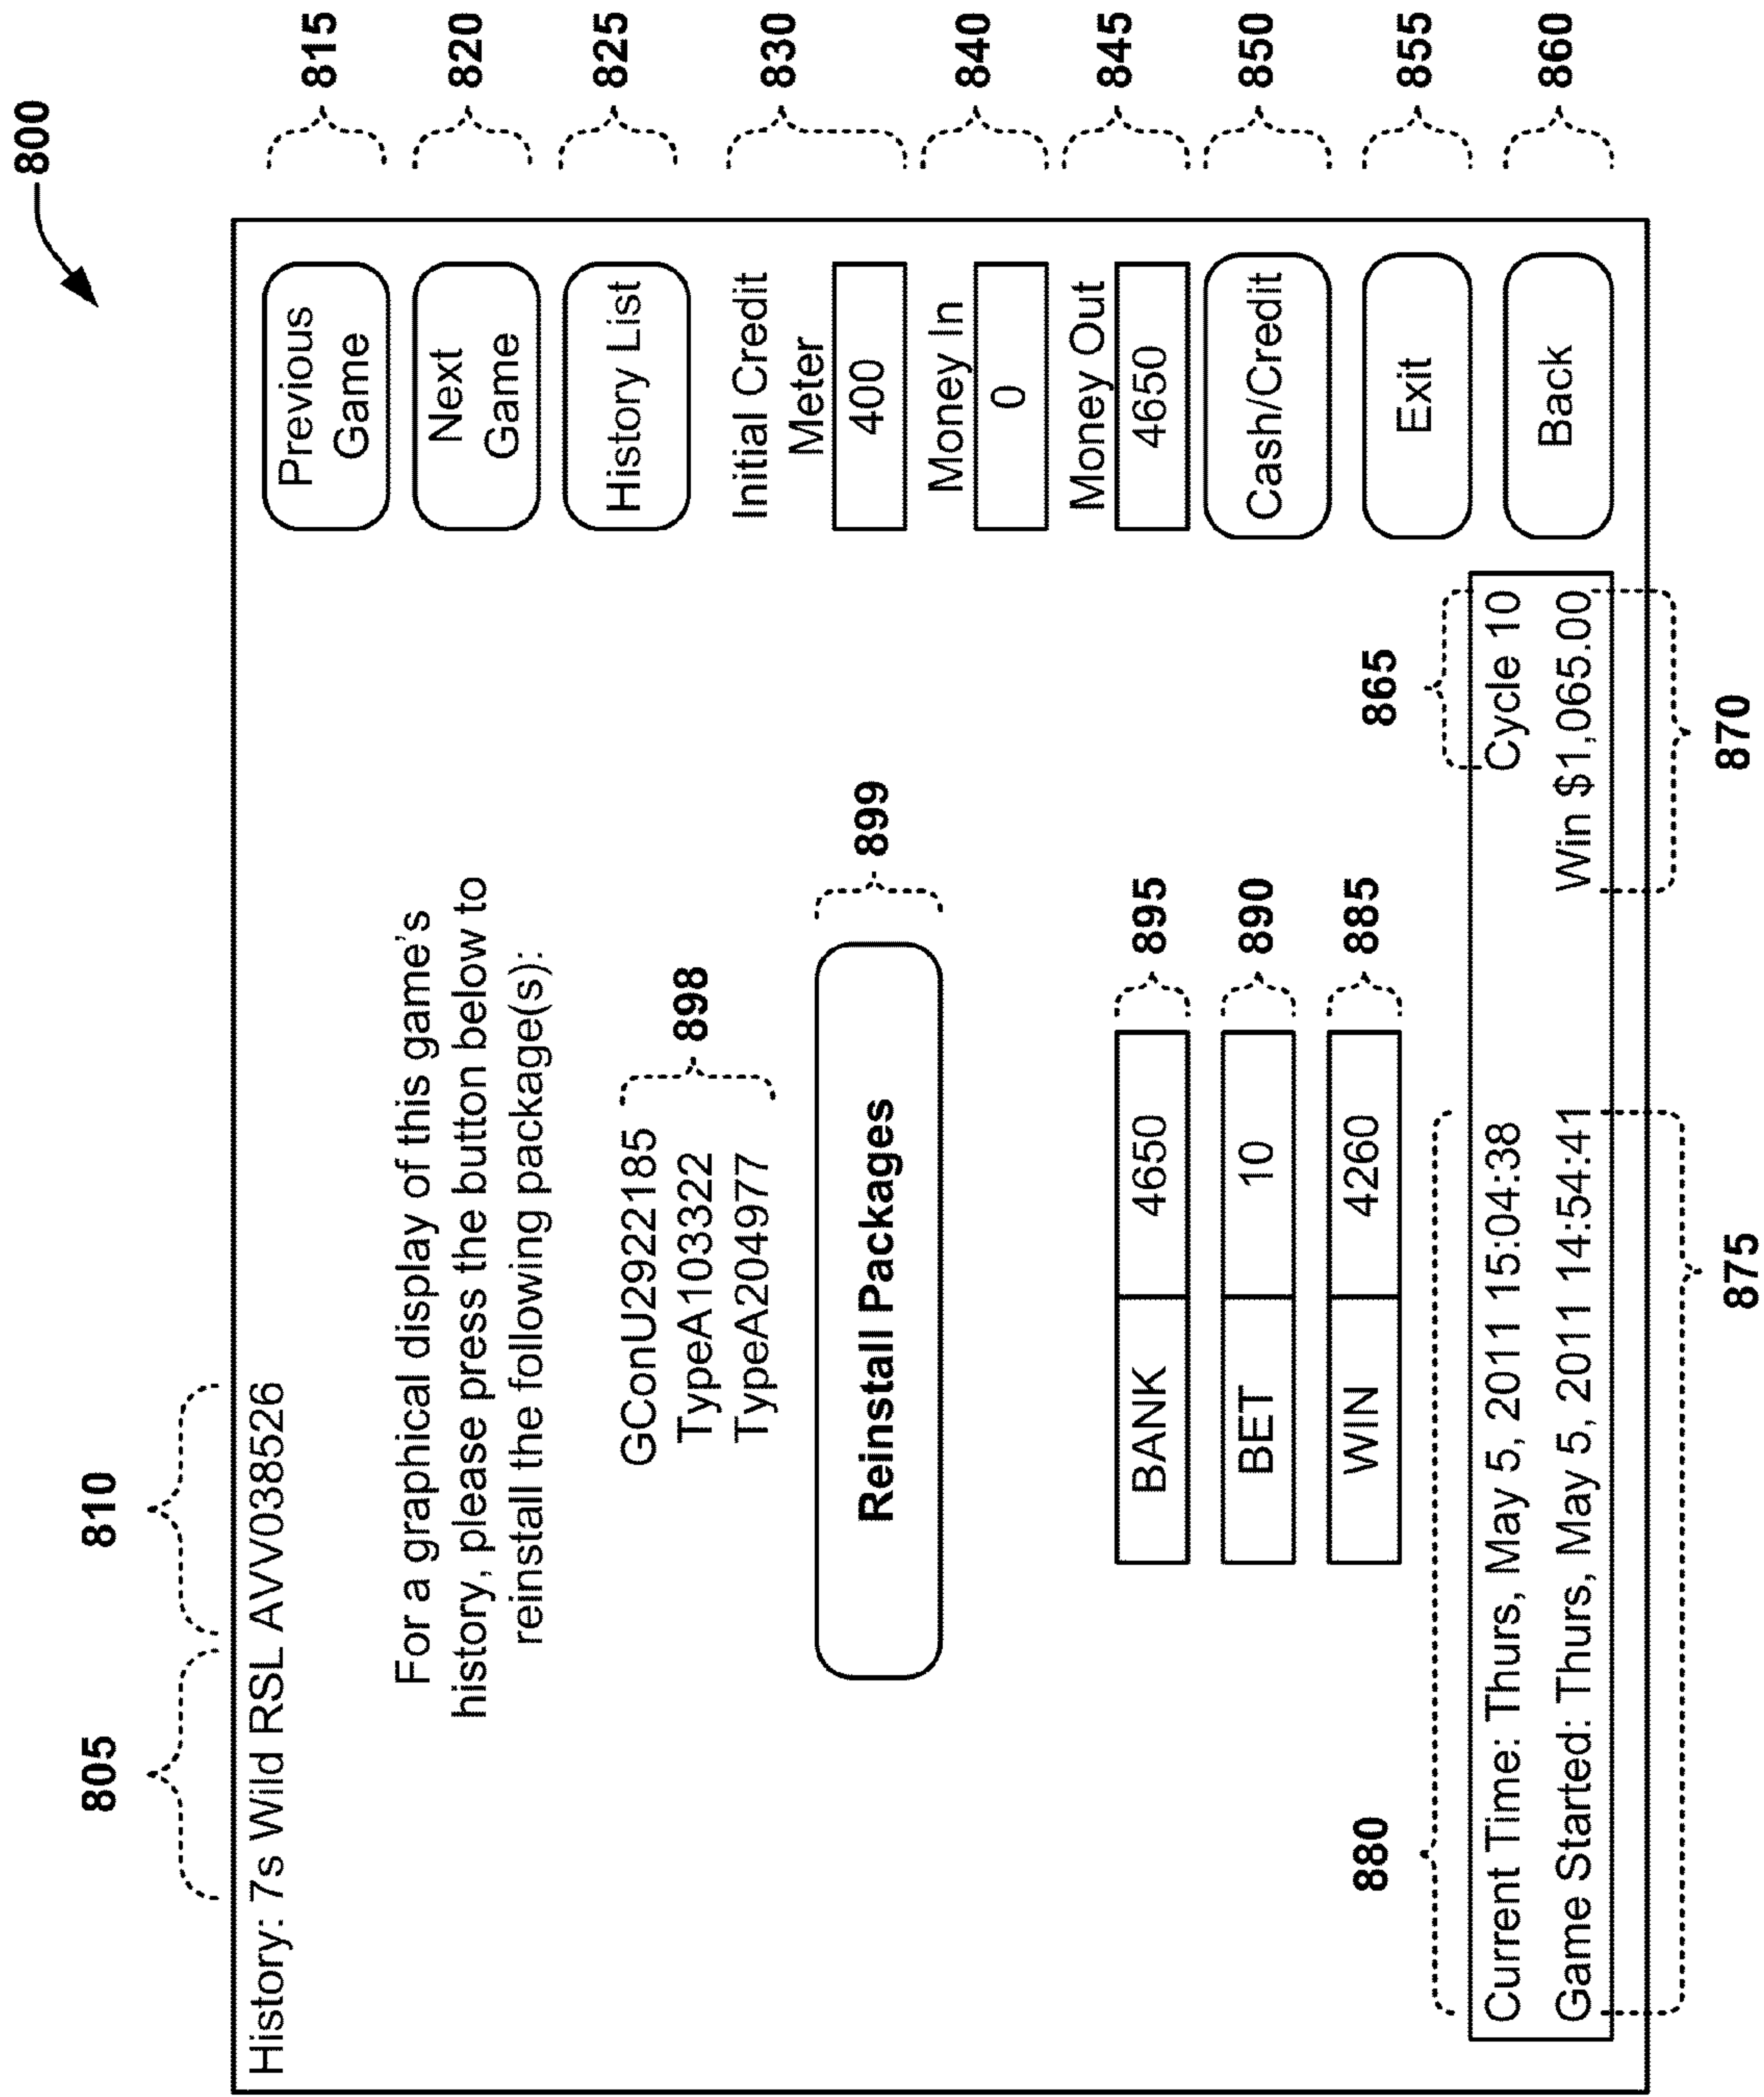 800
805
810
History: 7s Wild RSL AVV038526
For a graphical display of this game's
history, please press the button below to
reinstall the following package(s):
GConU2922185
TypeA103322
TypeA204977
898
Reinstall Packages
899
BANK 4650
895
BET 10
890
WIN 4260
885
880
865
Current Time: Thurs, May 5, 2011 15:04:38
Cycle 10
Game Started: Thurs, May 5, 2011 14:54:41
Win $1,065.00
875
870
Previous
Game
815
Next
Game
820
History List
825
Initial Credit
Meter
400
830
Money In
0
840
Money Out
4650
845
Cash/Credit
850
Exit
855
Back
860